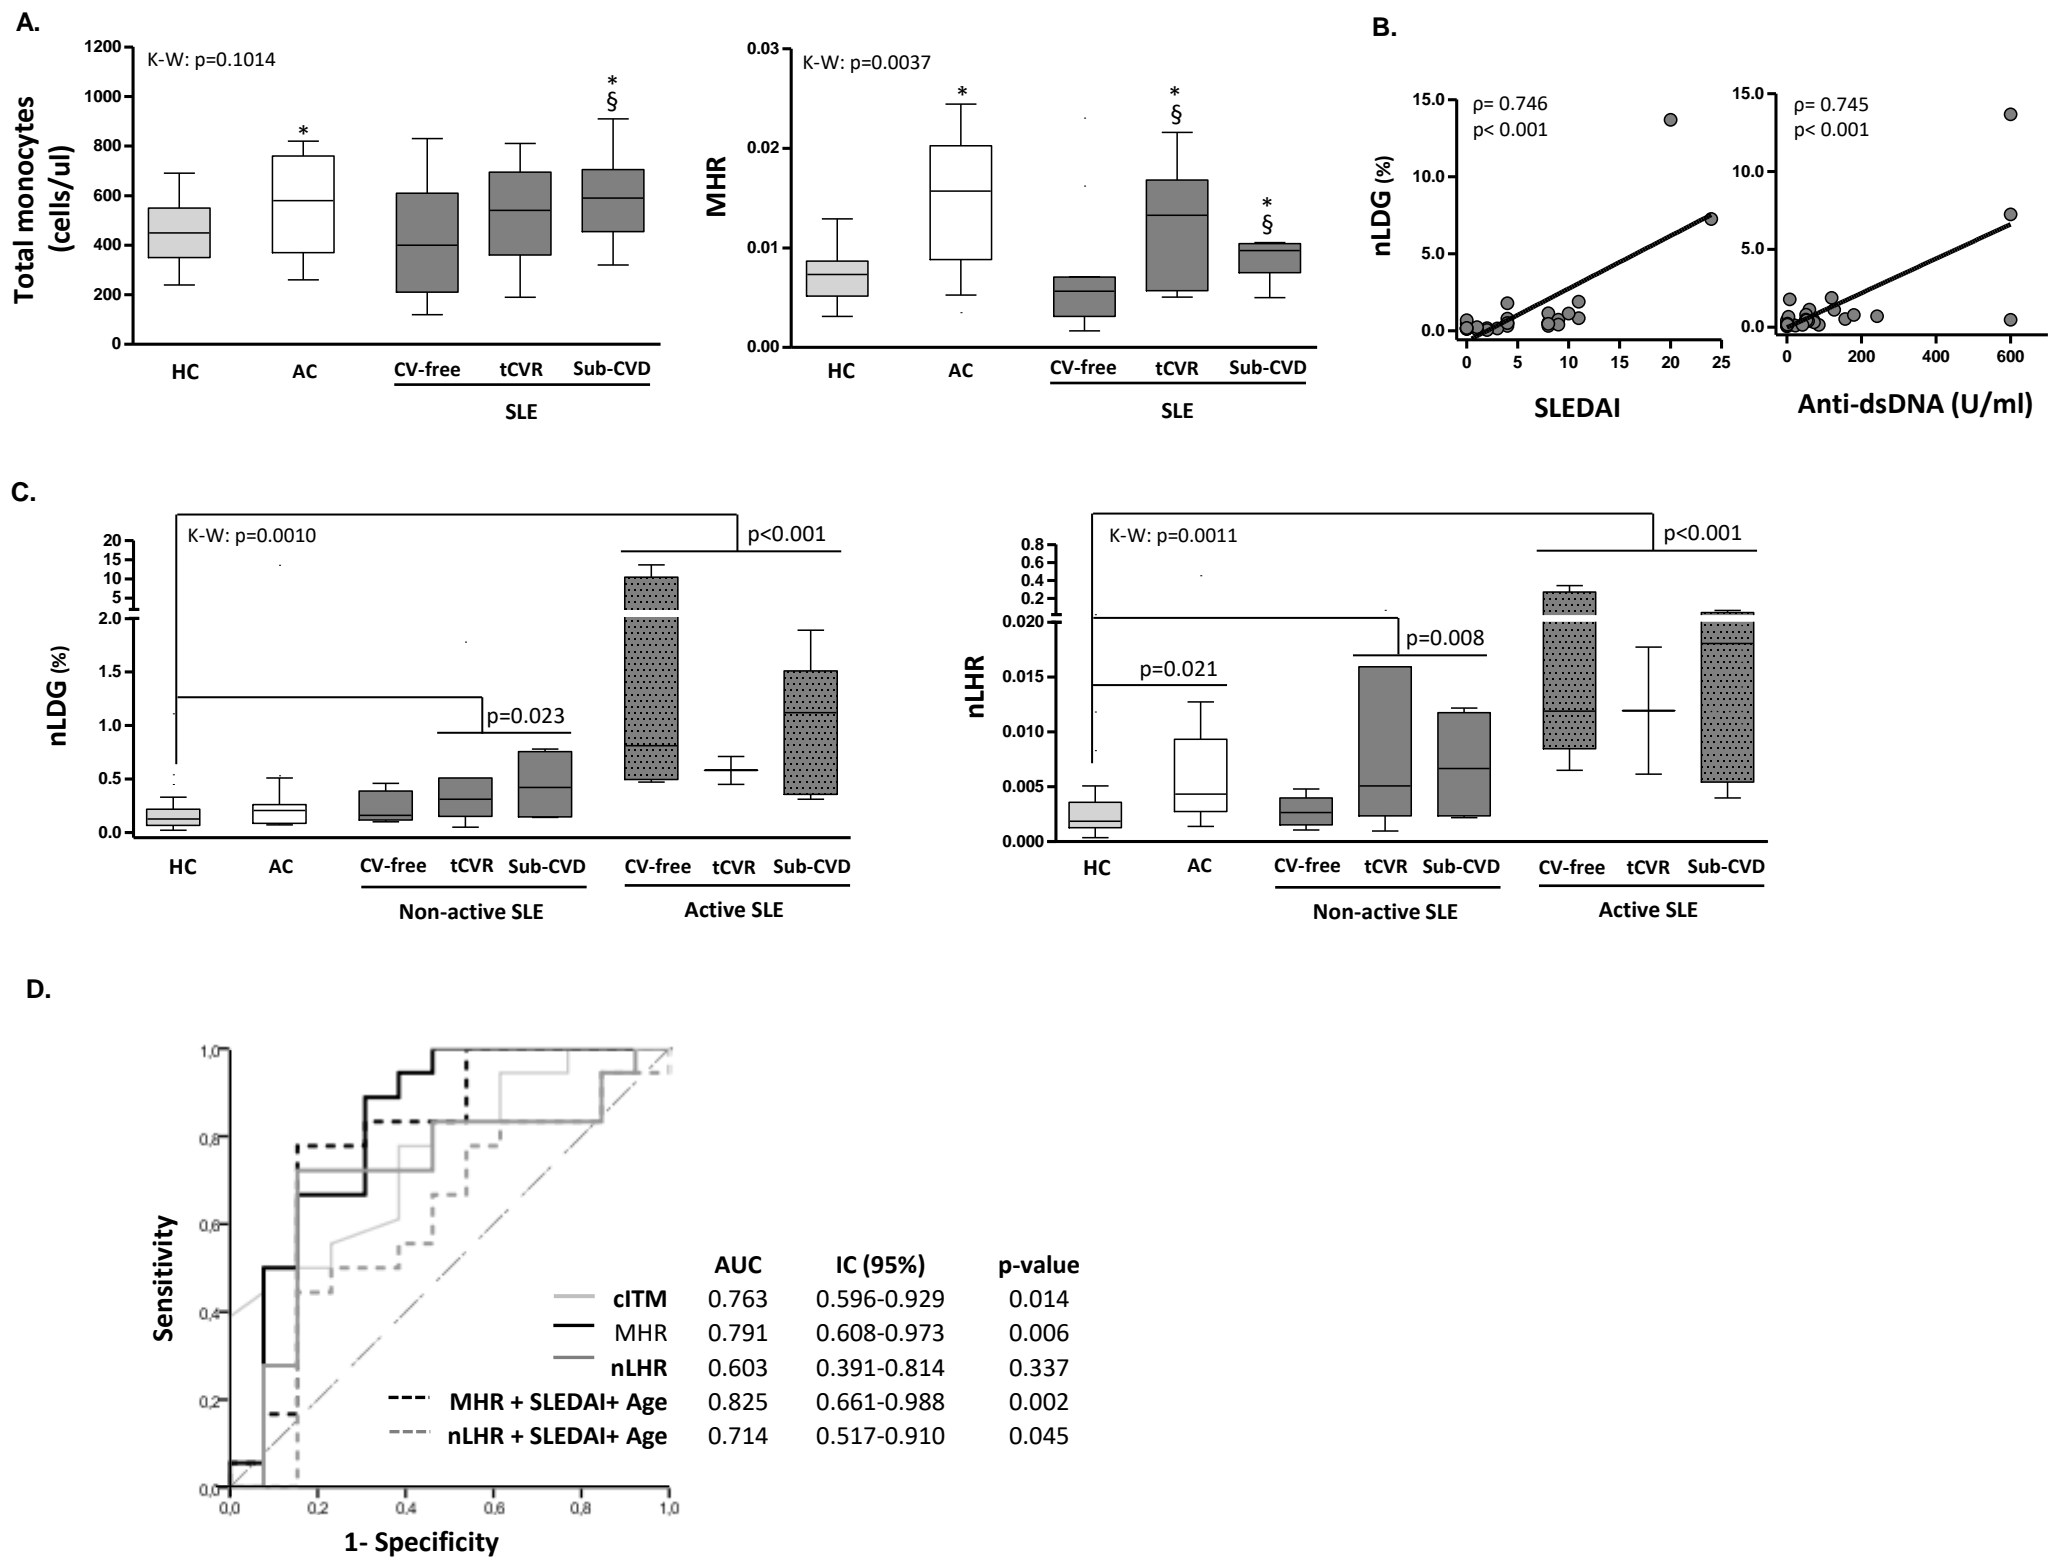 A.
K-W: p=0.1014
Total monocytes
(cells/ul)
1200
1000
800
600
400
200
0
*
*
§
HC
AC
CV-free
tCVR
Sub-CVD
SLE
K-W: p=0.0037
MHR
0.03
0.02
0.01
0.00
*
*
§
*
§
HC
AC
CV-free
tCVR
Sub-CVD
SLE
B.
nLDG (%)
15.0
10.0
5.0
0.0
ρ= 0.746
p< 0.001
0
5
10
15
20
25
SLEDAI
15.0
10.0
5.0
0.0
ρ= 0.745
p< 0.001
0
200
400
600
Anti-dsDNA (U/ml)
C.
K-W: p=0.0010
p<0.001
p=0.023
nLDG (%)
20
15
10
5
2.0
1.5
1.0
0.5
0.0
HC
AC
CV-free
tCVR
Sub-CVD
CV-free
tCVR
Sub-CVD
Non-active SLE
Active SLE
K-W: p=0.0011
p<0.001
p=0.008
p=0.021
nLHR
0.8
0.6
0.4
0.2
0.020
0.015
0.010
0.005
0.000
HC
AC
CV-free
tCVR
Sub-CVD
CV-free
tCVR
Sub-CVD
Non-active SLE
Active SLE
D.
Sensitivity
1,0
0,8
0,6
0,4
0,2
0,0
0,0
0,2
0,4
0,6
0,8
1,0
1- Specificity
AUC IC (95%) p-value
cITM 0.763 0.596-0.929 0.014
MHR 0.791 0.608-0.973 0.006
nLHR 0.603 0.391-0.814 0.337
MHR + SLEDAI+ Age 0.825 0.661-0.988 0.002
nLHR + SLEDAI+ Age 0.714 0.517-0.910 0.045